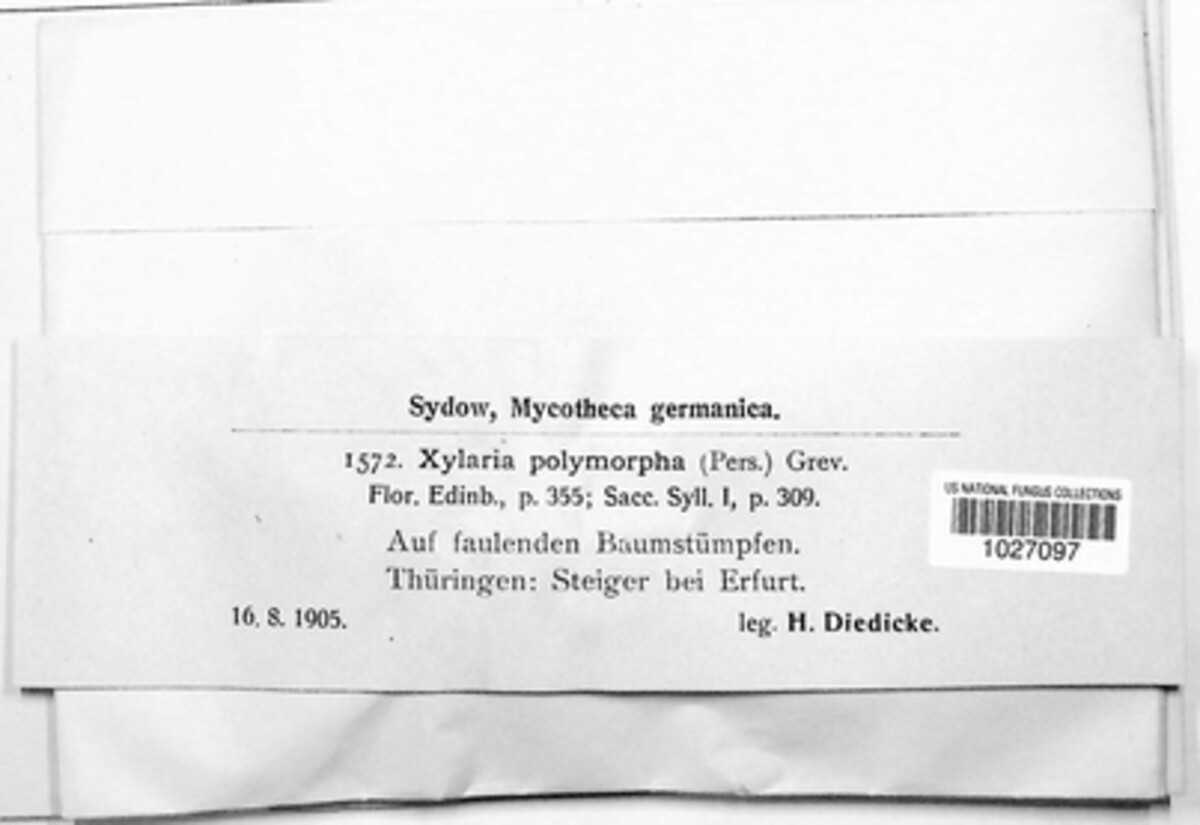 Sydow, Mycotheca germanica.
1572. Xylaria polymorpha (Pers.) Grev.
Flor. Edinb., p. 355; Sacc. Syll. I, p. 309.
Auf faulenden Baumstümpfen.
Thüringen: Steiger bei Erfurt.
16. 8. 1905. leg. H. Diedicke.
US NATIONAL FUNGUS COLLECTIONS
1027097